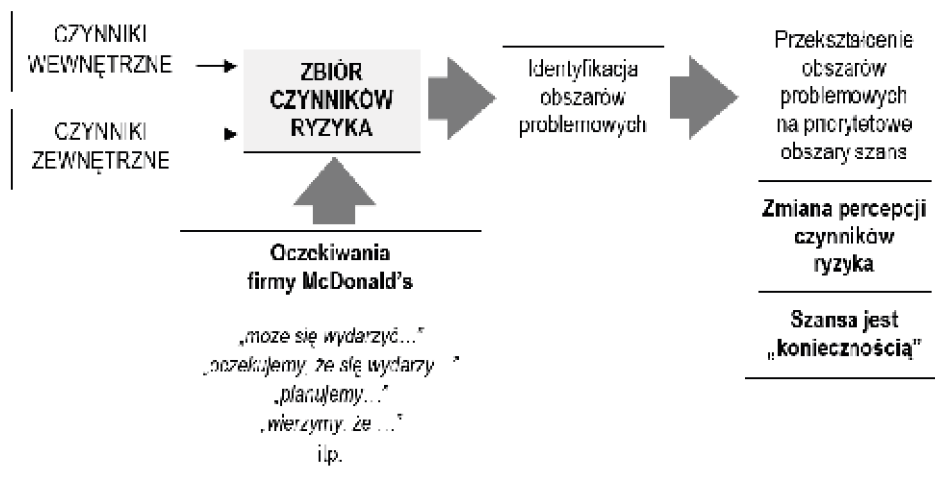 CZYNNIKI
WEWNĘTRZNE
CZYNNIKI
ZEWNĘTRZNE
ZBIÓR
CZYNNIKÓW
RYZYKA
Identyfikacja
obszarów
problemowych
Przekształcenie
obszarów
problemowych
na priorytetowe
obszary szans
Zmiana percepcji
czynników
ryzyka
Szansa jest
„koniecznością”
Oczekiwania
firmy McDonald’s
„może się wydarzyć…”
„oczekujemy, że się wydarzy…”
„planujemy…”
„wierzymy, że …”
itp.